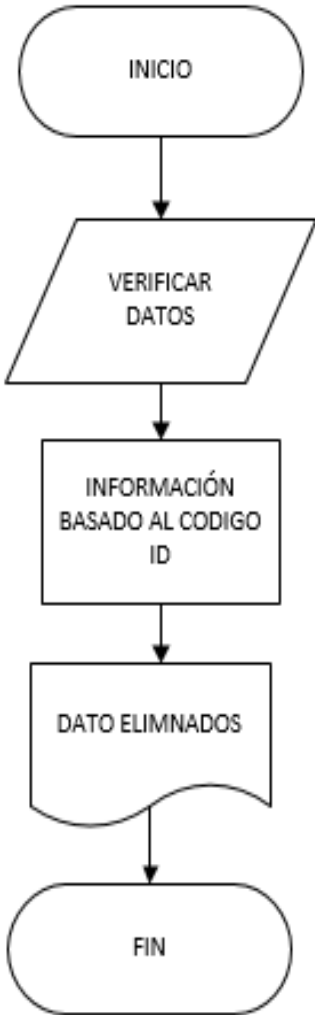 INICIO
VERIFICAR
DATOS
INFORMACIÓN
BASADO AL CODIGO
ID
DATO ELIMNADOS
FIN